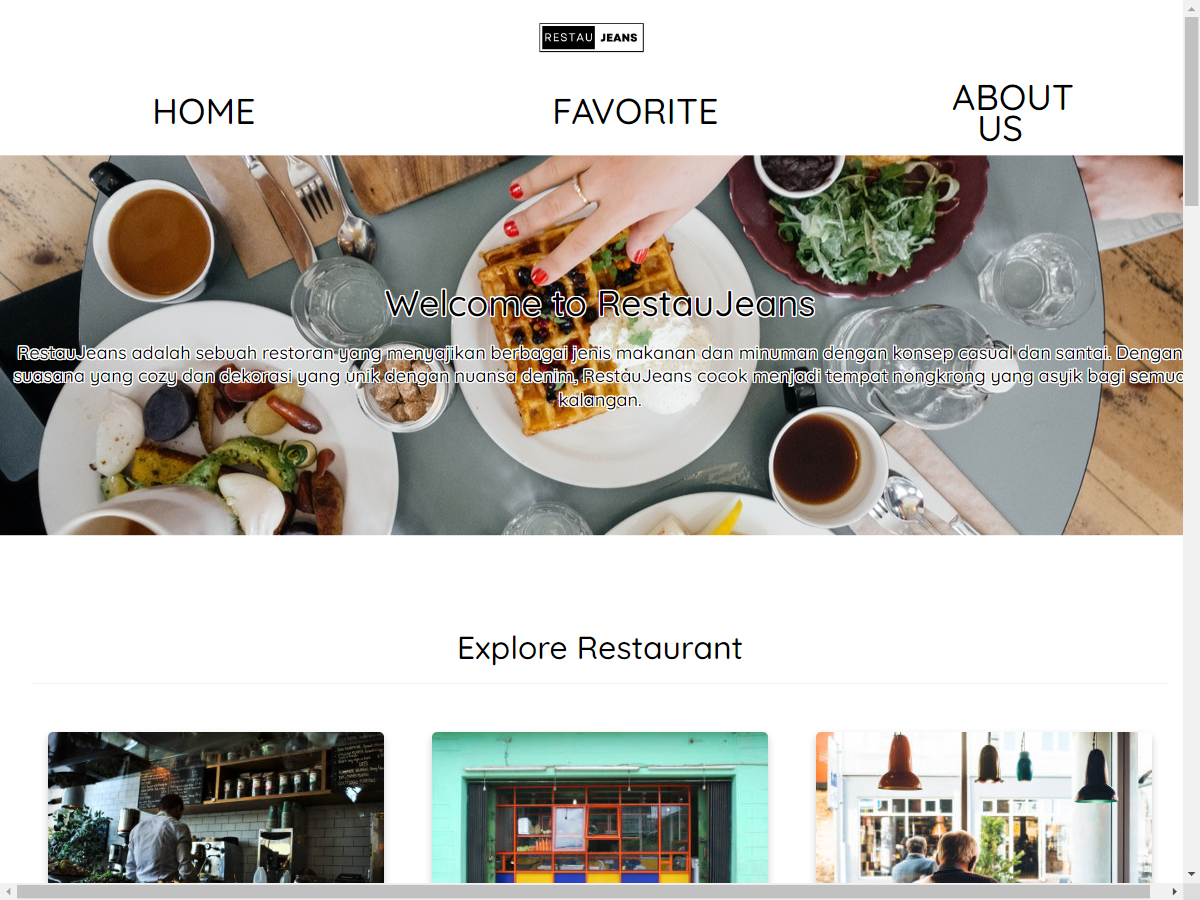 RESTAU JEANS
HOME
FAVORITE
ABOUT
US
Welcome to RestauJeans
RestauJeans adalah sebuah restoran yang menyajikan berbagai jenis makanan dan minuman dengan konsep casual dan santai. Dengan
suasana yang cozy dan dekorasi yang unik dengan nuansa denim, RestauJeans cocok menjadi tempat nongkrong yang asyik bagi semua
kalangan.
Explore Restaurant